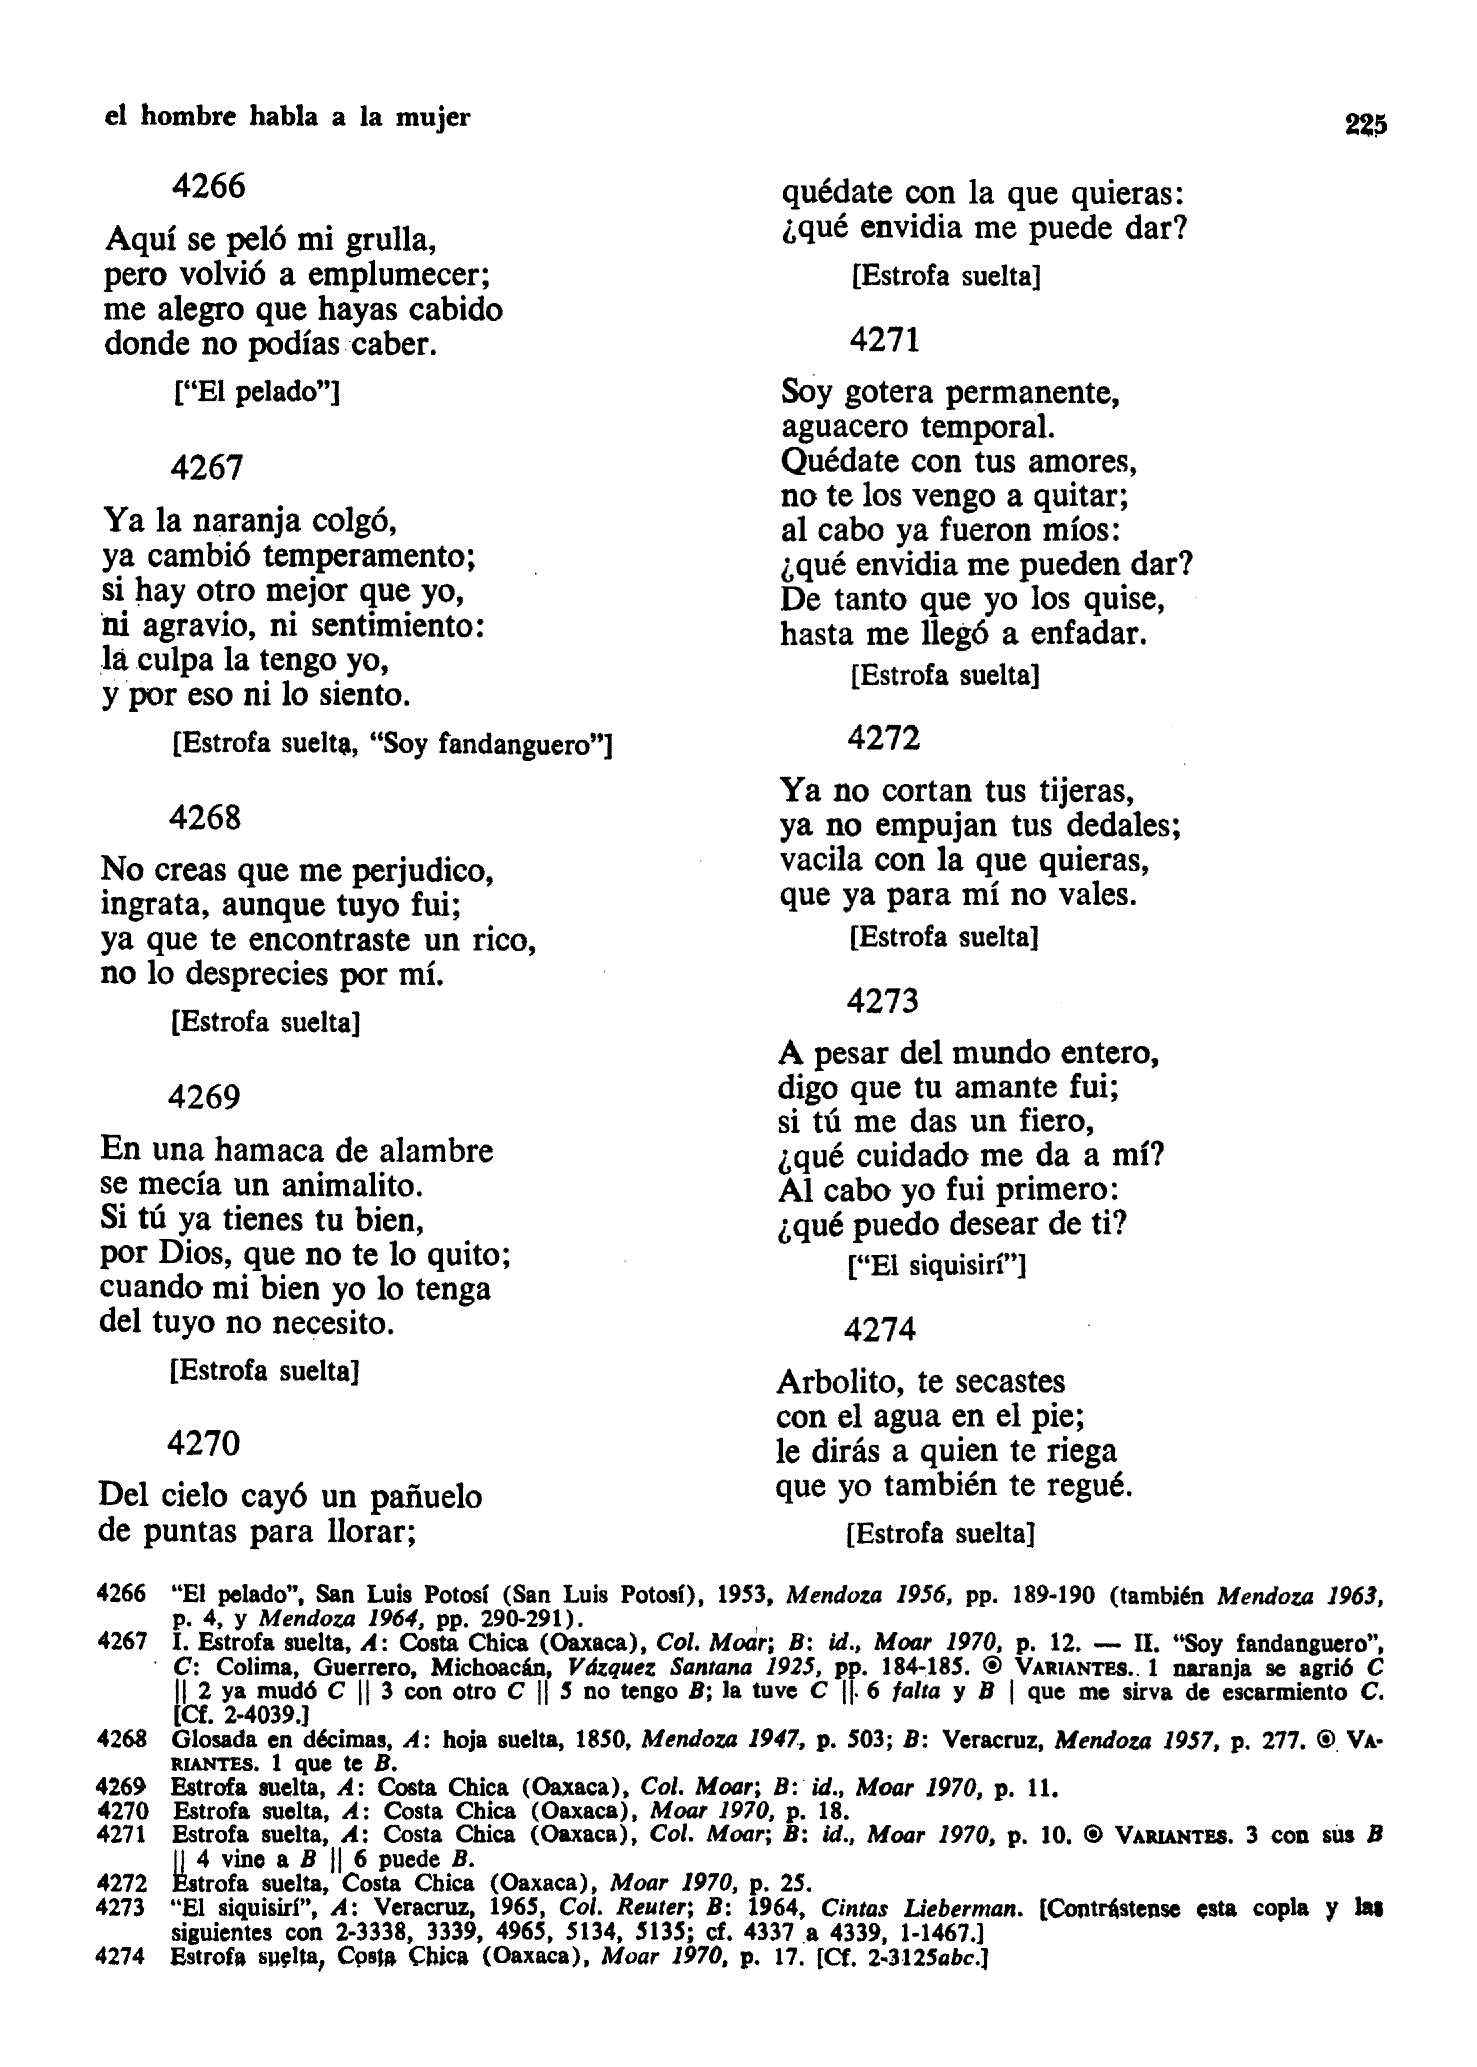 el hombre habla a la mujer
225
4266
Aquí se peló mi grulla,
pero volvió a emplumecer;
me alegro que hayas cabido
donde no podías caber.
[“El pelado”]
4267
Ya la naranja colgó,
ya cambió temperamento;
si hay otro mejor que yo,
ni agravio, ni sentimiento:
la culpa la tengo yo,
y por eso ni lo siento.
[Estrofa suelta, “Soy fandanguero”]
4268
No creas que me perjudico,
ingrata, aunque tuyo fui;
ya que te encontraste un rico,
no lo desprecies por mí.
[Estrofa suelta]
4269
En una hamaca de alambre
se mecía un animalito.
Si tú ya tienes tu bien,
por Dios, que no te lo quito;
cuando mi bien yo lo tenga
del tuyo no necesito.
[Estrofa suelta]
4270
Del cielo cayó un pañuelo
de puntas para llorar;
quédate con la que quieras:
¿qué envidia me puede dar?
[Estrofa suelta]
4271
Soy gotera permanente,
aguacero temporal.
Quédate con tus amores,
no te los vengo a quitar;
al cabo ya fueron míos:
¿qué envidia me pueden dar?
De tanto que yo los quise,
hasta me llegó a enfadar.
[Estrofa suelta]
4272
Ya no cortan tus tijeras,
ya no empujan tus dedales;
vacila con la que quieras,
que ya para mí no vales.
[Estrofa suelta]
4273
A pesar del mundo entero,
digo que tu amante fui;
si tú me das un fiero,
¿qué cuidado me da a mí?
Al cabo yo fui primero:
¿qué puedo desear de ti?
[“El siquisirí”]
4274
Arbolito, te secastes
con el agua en el pie;
le dirás a quien te riega
que yo también te regué.
[Estrofa suelta]
4266 “El pelado”, San Luis Potosí (San Luis Potosí), 1953, Mendoza 1956, pp. 189-190 (también Mendoza 1963,
p. 4, y Mendoza 1964, pp. 290-291).
4267 I. Estrofa suelta, A: Costa Chica (Oaxaca), Col. Moar; B: id., Moar 1970, p. 12. — II. “Soy fandanguero”,
C: Colima, Guerrero, Michoacán, Vázquez Santana 1925, pp. 184-185. ⊙ VARIANTES.. 1 naranja se agrió C
|| 2 ya mudó C || 3 con otro C || 5 no tengo B; la tuve C || 6 falta y B | que me sirva de escarmiento C.
[Cf. 2-4039.]
4268 Glosada en décimas, A: hoja suelta, 1850, Mendoza 1947, p. 503; B: Veracruz, Mendoza 1957, p. 277. ⊙ VA-
RIANTES. 1 que te B.
4269 Estrofa suelta, A: Costa Chica (Oaxaca), Col. Moar; B: id., Moar 1970, p. 11.
4270 Estrofa suelta, A: Costa Chica (Oaxaca), Moar 1970, p. 18.
4271 Estrofa suelta, A: Costa Chica (Oaxaca), Col. Moar; B: id., Moar 1970, p. 10. ⊙ VARIANTES. 3 con sus B
|| 4 vine a B || 6 puede B.
4272 Estrofa suelta, Costa Chica (Oaxaca), Moar 1970, p. 25.
4273 “El siquisirí”, A: Veracruz, 1965, Col. Reuter; B: 1964, Cintas Lieberman. [Contrástense esta copla y las
siguientes con 2-3338, 3339, 4965, 5134, 5135; cf. 4337 a 4339, 1-1467.]
4274 Estrofa suelta, Costa Chica (Oaxaca), Moar 1970, p. 17. [Cf. 2-3125abc.]